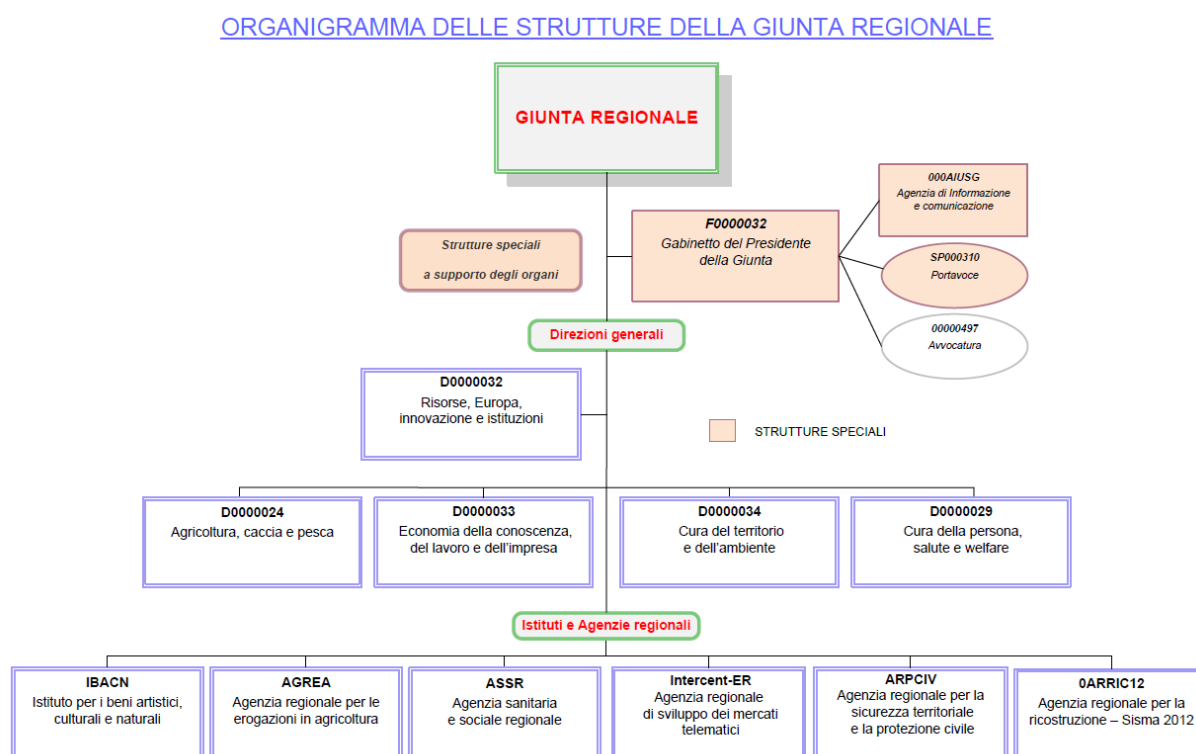 ORGANIGRAMMA DELLE STRUTTURE DELLA GIUNTA REGIONALE
GIUNTA REGIONALE
000AIUSG
Agenzia di Informazione
e comunicazione
F0000032
Gabinetto del Presidente
della Giunta
Strutture speciali
a supporto degli organi
SP000310
Portavoce
00000497
Avvocatura
Direzioni generali
D0000032
Risorse, Europa,
innovazione e istituzioni
STRUTTURE SPECIALI
D0000024
Agricoltura, caccia e pesca
D0000033
Economia della conoscenza,
del lavoro e dell'impresa
D0000034
Cura del territorio
e dell'ambiente
D0000029
Cura della persona,
salute e welfare
Istituti e Agenzie regionali
IBACN
Istituto per i beni artistici,
culturali e naturali
AGREA
Agenzia regionale per le
erogazioni in agricoltura
ASSR
Agenzia sanitaria
e sociale regionale
Intercent-ER
Agenzia regionale
di sviluppo dei mercati
telematici
ARPCIV
Agenzia regionale per la
sicurezza territoriale
e la protezione civile
0ARRIC12
Agenzia regionale per la
ricostruzione – Sisma 2012